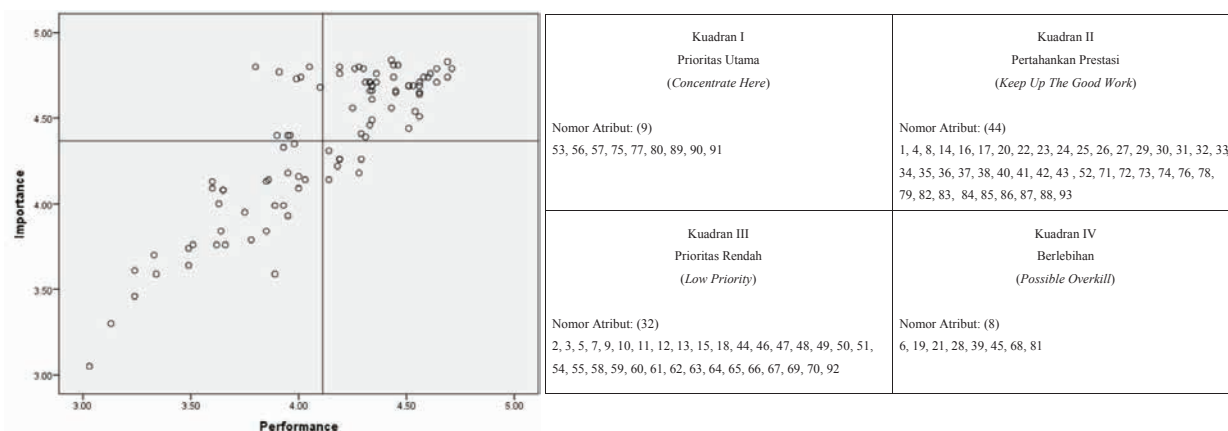 5.00
4.50
4.00
3.50
3.00
Importance
3.00 3.50 4.00 4.50 5.00
Performance
Kuadran I
Prioritas Utama
(Concentrate Here)
Nomor Atribut: (9)
53, 56, 57, 75, 77, 80, 89, 90, 91
Kuadran II
Pertahankan Prestasi
(Keep Up The Good Work)
Nomor Atribut: (44)
1, 4, 8, 14, 16, 17, 20, 22, 23, 24, 25, 26, 27, 29, 30, 31, 32, 33,
34, 35, 36, 37, 38, 40, 41, 42, 43 , 52, 71, 72, 73, 74, 76, 78,
79, 82, 83, 84, 85, 86, 87, 88, 93
Kuadran III
Prioritas Rendah
(Low Priority)
Nomor Atribut: (32)
2, 3, 5, 7, 9, 10, 11, 12, 13, 15, 18, 44, 46, 47, 48, 49, 50, 51,
54, 55, 58, 59, 60, 61, 62, 63, 64, 65, 66, 67, 69, 70, 92
Kuadran IV
Berlebihan
(Possible Overkill)
Nomor Atribut: (8)
6, 19, 21, 28, 39, 45, 68, 81